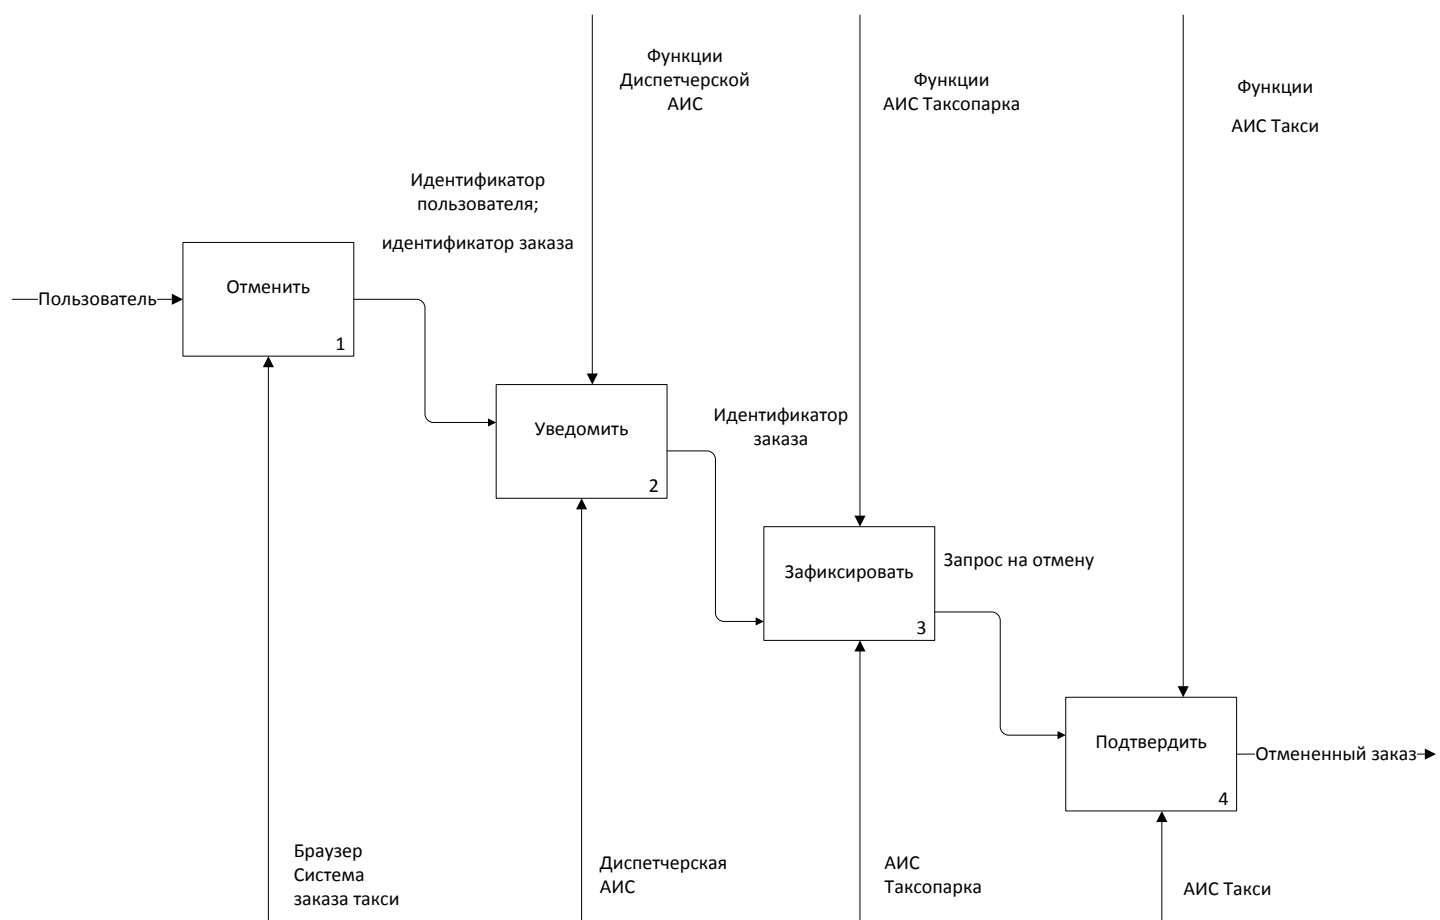 Функции
Диспетчерской
АИС
Функции
АИС Таксопарка
Функции
АИС Такси
Идентификатор
пользователя;
идентификатор заказа
Пользователь
Отменить
1
Уведомить
2
Идентификатор
заказа
Зафиксировать
3
Запрос на отмену
Подтвердить
4
Отмененный заказ
Браузер
Система
заказа такси
Диспетчерская
АИС
АИС
Таксопарка
АИС Такси